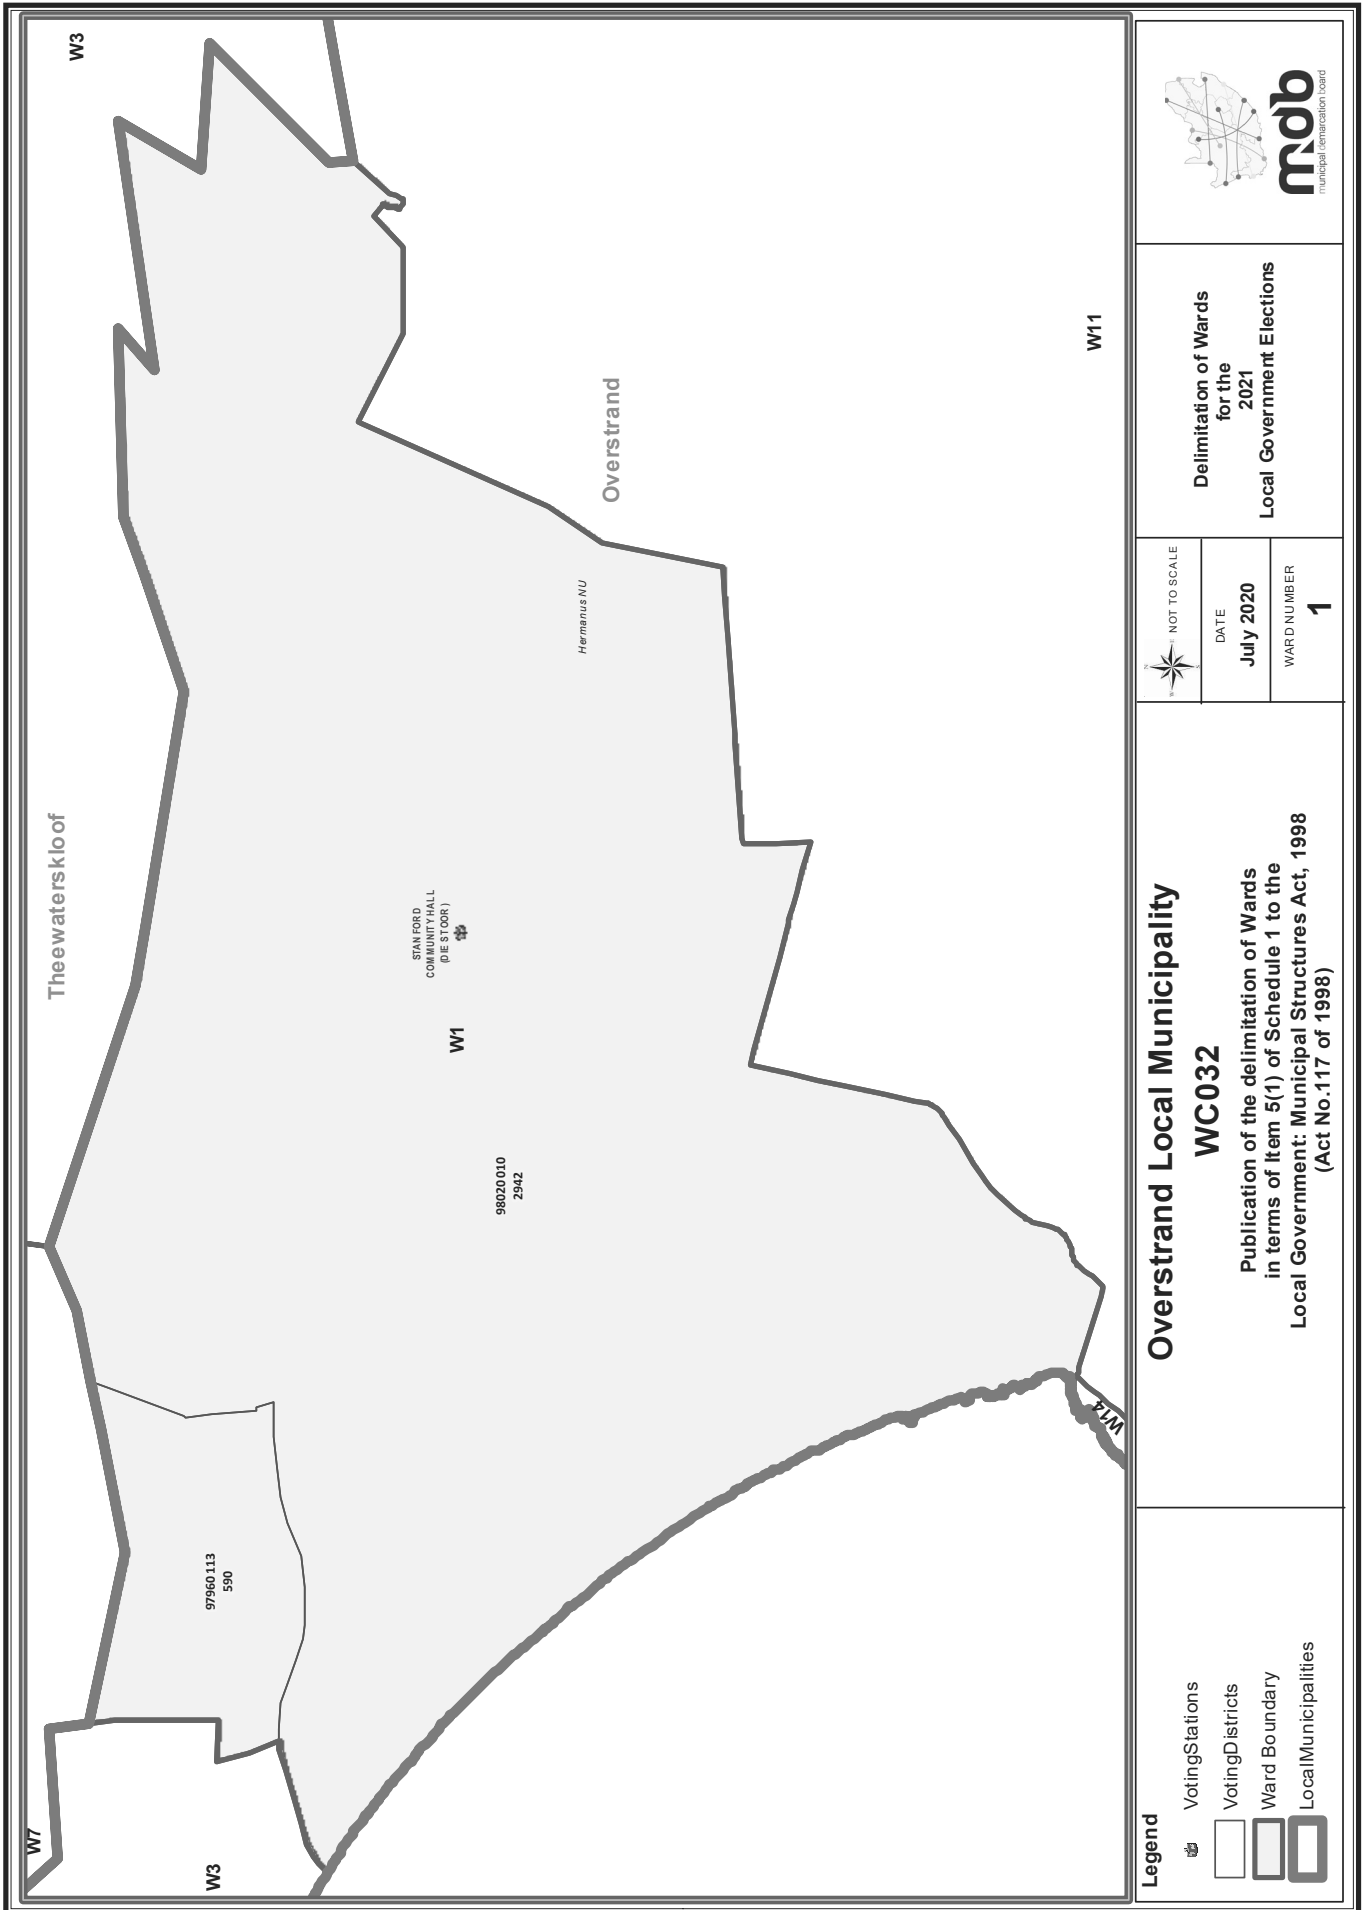 W7
W3
W3
Theewaterskloof
97960113
590
98020010
2942
W1
STANFORD
COMMUNITY HALL
(DIE STOOR)
Hermanus NU
Overstrand
W11
W14
Legend
VotingStations
VotingDistricts
Ward Boundary
LocalMunicipalities
Overstrand Local Municipality
WC032
Publication of the delimitation of Wards
in terms of Item 5(1) of Schedule 1 to the
Local Government: Municipal Structures Act, 1998
(Act No.117 of 1998)
N
W E
S
NOT TO SCALE
DATE
July 2020
WARD NUMBER
1
Delimitation of Wards
for the
2021
Local Government Elections
mdb
municipal demarcation board